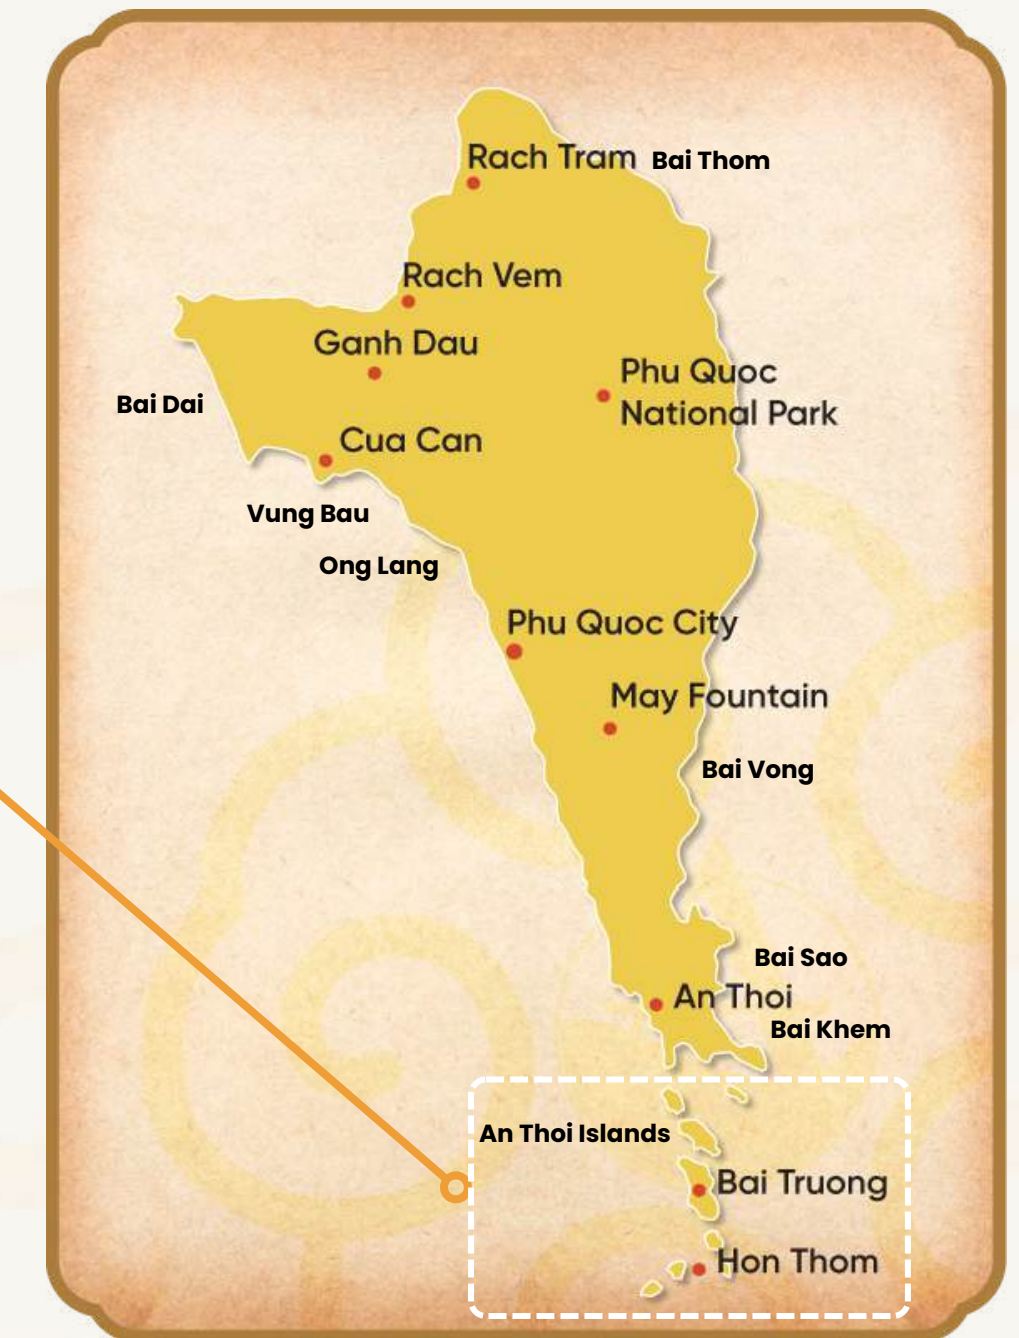 Rach Tram
Bai Thom
Rach Vem
Ganh Dau
Phu Quoc
National Park
Bai Dai
Cua Can
Vung Bau
Ong Lang
Phu Quoc City
May Fountain
Bai Vong
Bai Sao
An Thoi
Bai Khem
An Thoi Islands
Bai Truong
Hon Thom